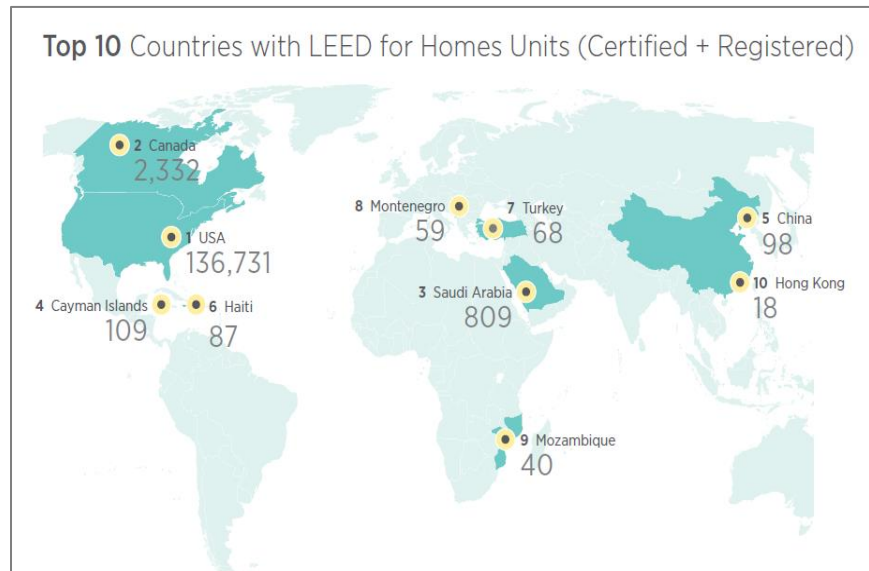 Top 10 Countries with LEED for Homes Units (Certified + Registered)
2 Canada
2,332
1 USA
136,731
4 Cayman Islands
109
6 Haiti
87
8 Montenegro
59
7 Turkey
68
3 Saudi Arabia
809
9 Mozambique
40
5 China
98
10 Hong Kong
18